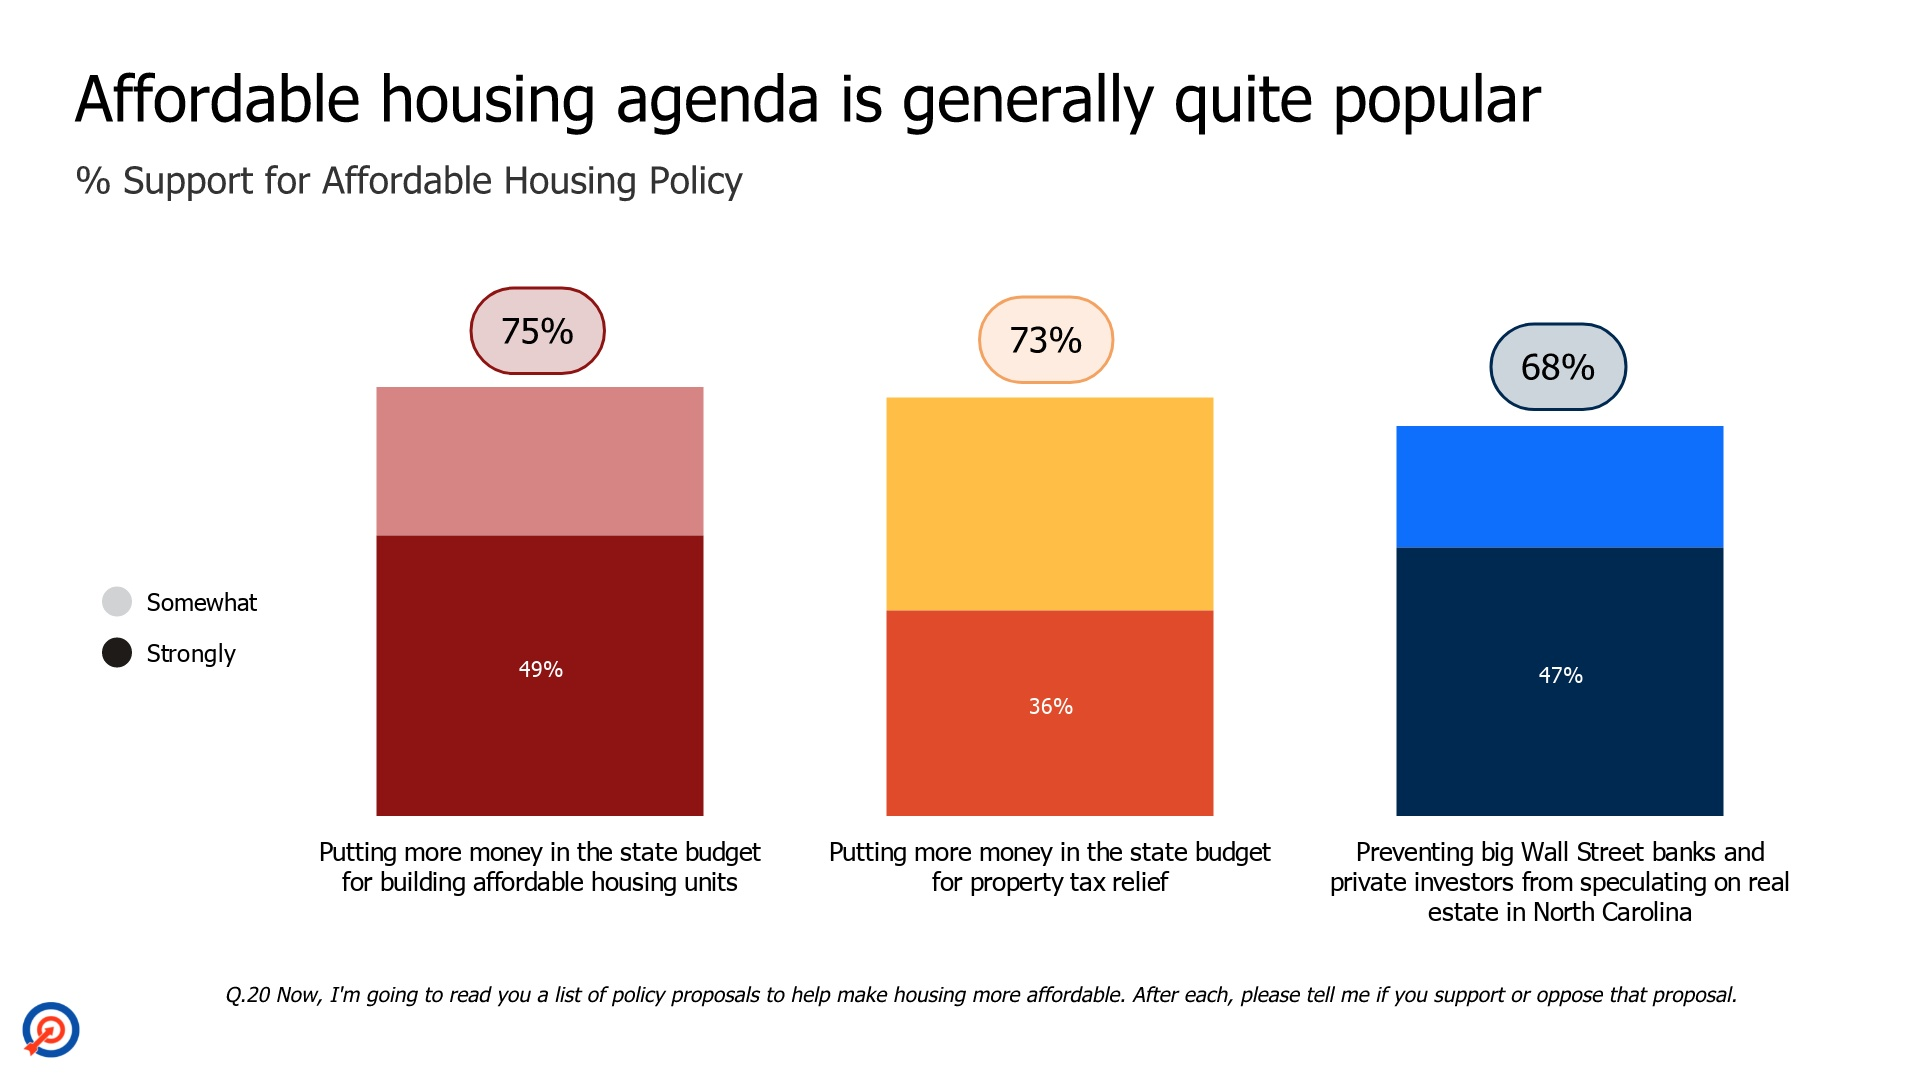 Affordable housing agenda is generally quite popular
% Support for Affordable Housing Policy
75%
73%
68%
Somewhat
Strongly
49%
36%
47%
Putting more money in the state budget
for building affordable housing units
Putting more money in the state budget
for property tax relief
Preventing big Wall Street banks and
private investors from speculating on real
estate in North Carolina
Q.20 Now, I'm going to read you a list of policy proposals to help make housing more affordable. After each, please tell me if you support or oppose that proposal.